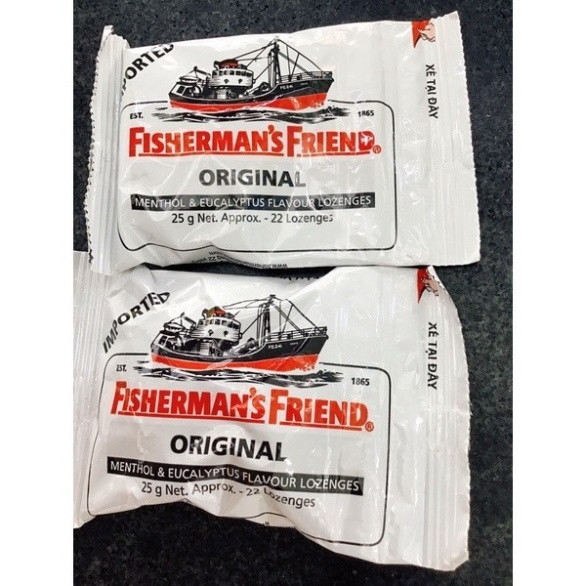 IMPORTED
EST. 1865
FISHERMAN'S FRIEND®
ORIGINAL
MENTHOL & EUCALYPTUS FLAVOUR LOZENGES
25 g Net. Approx. - 22 Lozenges
XÉ TẠI ĐÂY
IMPORTED
EST. 1865
FISHERMAN'S FRIEND®
ORIGINAL
MENTHOL & EUCALYPTUS FLAVOUR LOZENGES
25 g Net. Approx. - 22 Lozenges
XÉ TẠI ĐÂY